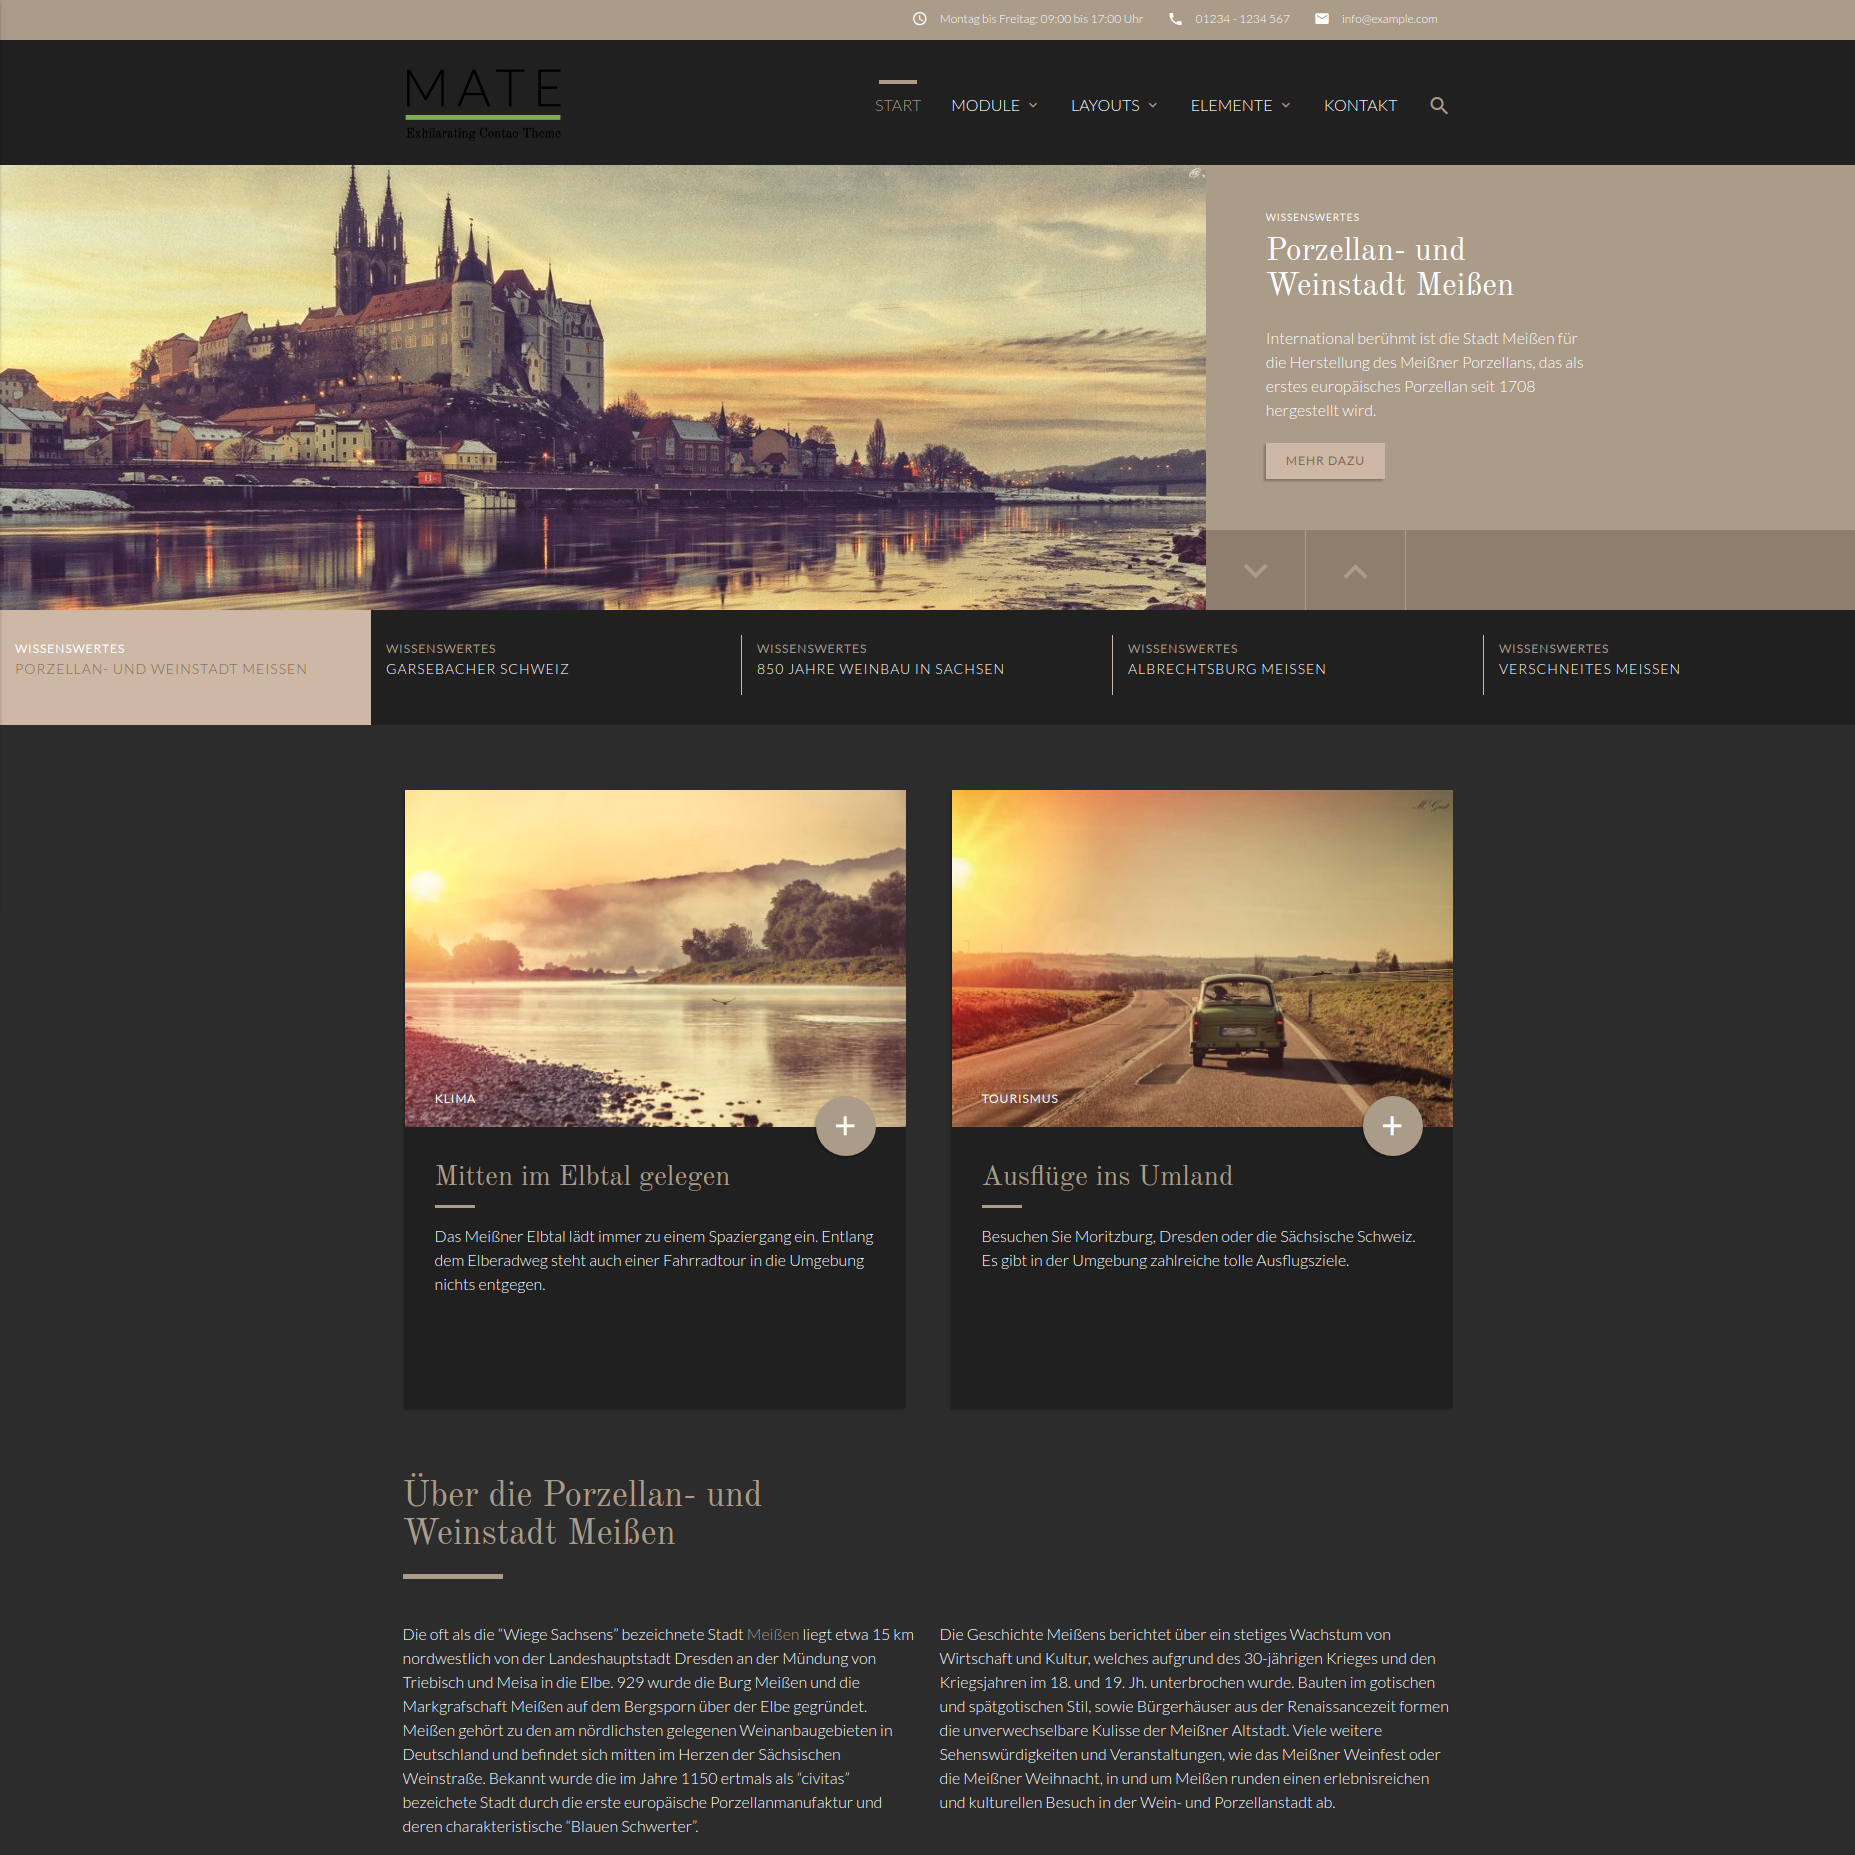 Montag bis Freitag: 09:00 bis 17:00 Uhr
01234 - 1234 567
info@example.com
MATE
Exhilarating Contao Theme
START
MODULE
LAYOUTS
ELEMENTE
KONTAKT
WISSENSWERTES
Porzellan- und
Weinstadt Meißen
International berühmt ist die Stadt Meißen für
die Herstellung des Meißner Porzellans, das als
erstes europäisches Porzellan seit 1708
hergestellt wird.
MEHR DAZU
WISSENSWERTES
PORZELLAN- UND WEINSTADT MEISSEN
WISSENSWERTES
GARSEBACHER SCHWEIZ
WISSENSWERTES
850 JAHRE WEINBAU IN SACHSEN
WISSENSWERTES
ALBRECHTSBURG MEISSEN
WISSENSWERTES
VERSCHNEITES MEISSEN
KLIMA
Mitten im Elbtal gelegen
Das Meißner Elbtal lädt immer zu einem Spaziergang ein. Entlang
dem Elberadweg steht auch einer Fahrradtour in die Umgebung
nichts entgegen.
TOURISMUS
Ausflüge ins Umland
Besuchen Sie Moritzburg, Dresden oder die Sächsische Schweiz.
Es gibt in der Umgebung zahlreiche tolle Ausflugsziele.
Über die Porzellan- und
Weinstadt Meißen
Die oft als die “Wiege Sachsens” bezeichnete Stadt Meißen liegt etwa 15 km
nordwestlich von der Landeshauptstadt Dresden an der Mündung von
Triebisch und Meisa in die Elbe. 929 wurde die Burg Meißen und die
Markgrafschaft Meißen auf dem Bergsporn über der Elbe gegründet.
Meißen gehört zu den am nördlichsten gelegenen Weinanbaugebieten in
Deutschland und befindet sich mitten im Herzen der Sächsischen
Weinstraße. Bekannt wurde die im Jahre 1150 ertmals als “civitas”
bezeichete Stadt durch die erste europäische Porzellanmanufaktur und
deren charakteristische “Blauen Schwerter”.
Die Geschichte Meißens berichtet über ein stetiges Wachstum von
Wirtschaft und Kultur, welches aufgrund des 30-jährigen Krieges und den
Kriegsjahren im 18. und 19. Jh. unterbrochen wurde. Bauten im gotischen
und spätgotischen Stil, sowie Bürgerhäuser aus der Renaissancezeit formen
die unverwechselbare Kulisse der Meißner Altstadt. Viele weitere
Sehenswürdigkeiten und Veranstaltungen, wie das Meißner Weinfest oder
die Meißner Weihnacht, in und um Meißen runden einen erlebnisreichen
und kulturellen Besuch in der Wein- und Porzellanstadt ab.